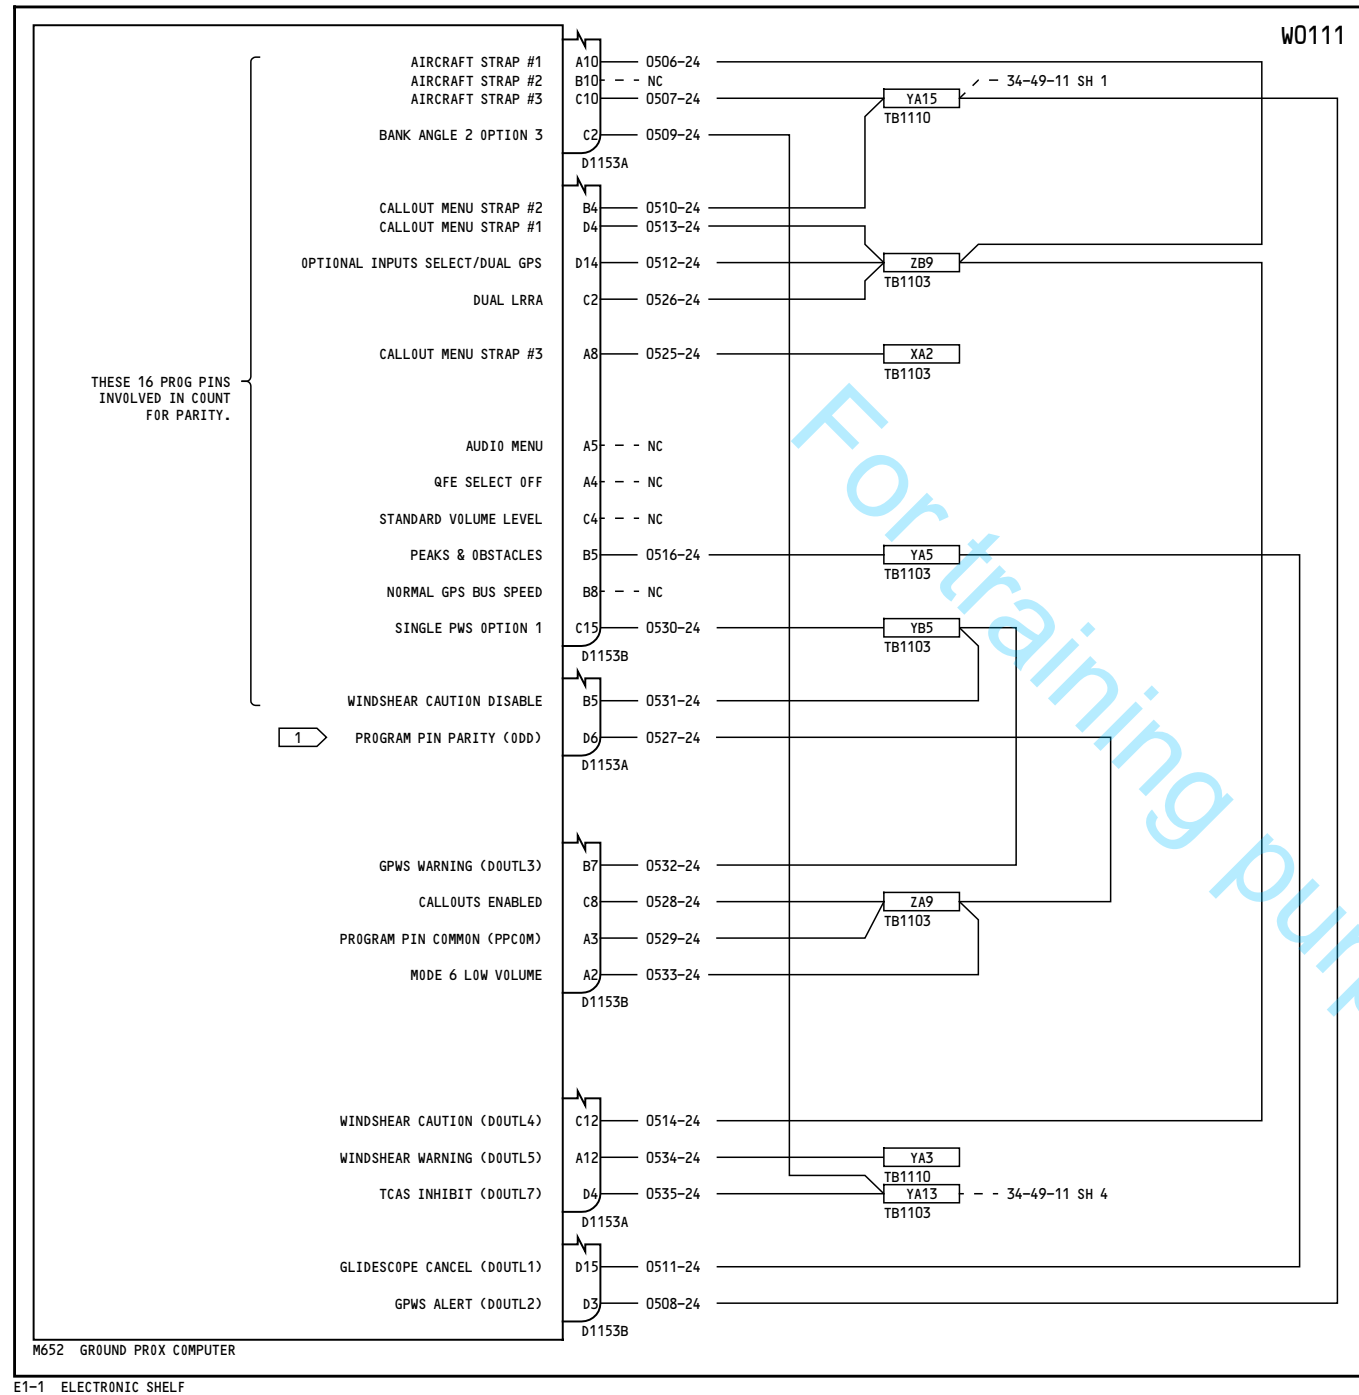 W0111
AIRCRAFT STRAP #1 A10 0506-24
AIRCRAFT STRAP #2 B10 NC
34-49-11 SH 1
AIRCRAFT STRAP #3 C10 0507-24 YA15
TB1110
BANK ANGLE 2 OPTION 3 C2 0509-24
D1153A
CALLOUT MENU STRAP #2 B4 0510-24
CALLOUT MENU STRAP #1 D4 0513-24
OPTIONAL INPUTS SELECT/DUAL GPS D14 0512-24 ZB9
TB1103
DUAL LRRA C2 0526-24
CALLOUT MENU STRAP #3 A8 0525-24 XA2
TB1103
THESE 16 PROG PINS
INVOLVED IN COUNT
FOR PARITY.
AUDIO MENU A5 NC
QFE SELECT OFF A4 NC
STANDARD VOLUME LEVEL C4 NC
PEAKS & OBSTACLES B5 0516-24 YA5
TB1103
NORMAL GPS BUS SPEED B8 NC
SINGLE PWS OPTION 1 C15 0530-24 YB5
TB1103
D1153B
WINDSHEAR CAUTION DISABLE B5 0531-24
1 PROGRAM PIN PARITY (ODD) D6 0527-24
D1153A
GPWS WARNING (DOUTL3) B7 0532-24
CALLOUTS ENABLED C8 0528-24 ZA9
TB1103
PROGRAM PIN COMMON (PPCOM) A3 0529-24
MODE 6 LOW VOLUME A2 0533-24
D1153B
WINDSHEAR CAUTION (DOUTL4) C12 0514-24
WINDSHEAR WARNING (DOUTL5) A12 0534-24 YA3
TB1110
TCAS INHIBIT (DOUTL7) D4 0535-24 YA13 34-49-11 SH 4
TB1103
D1153A
GLIDESCOPE CANCEL (DOUTL1) D15 0511-24
GPWS ALERT (DOUTL2) D3 0508-24
D1153B
M652 GROUND PROX COMPUTER
E1-1 ELECTRONIC SHELF
For training purp